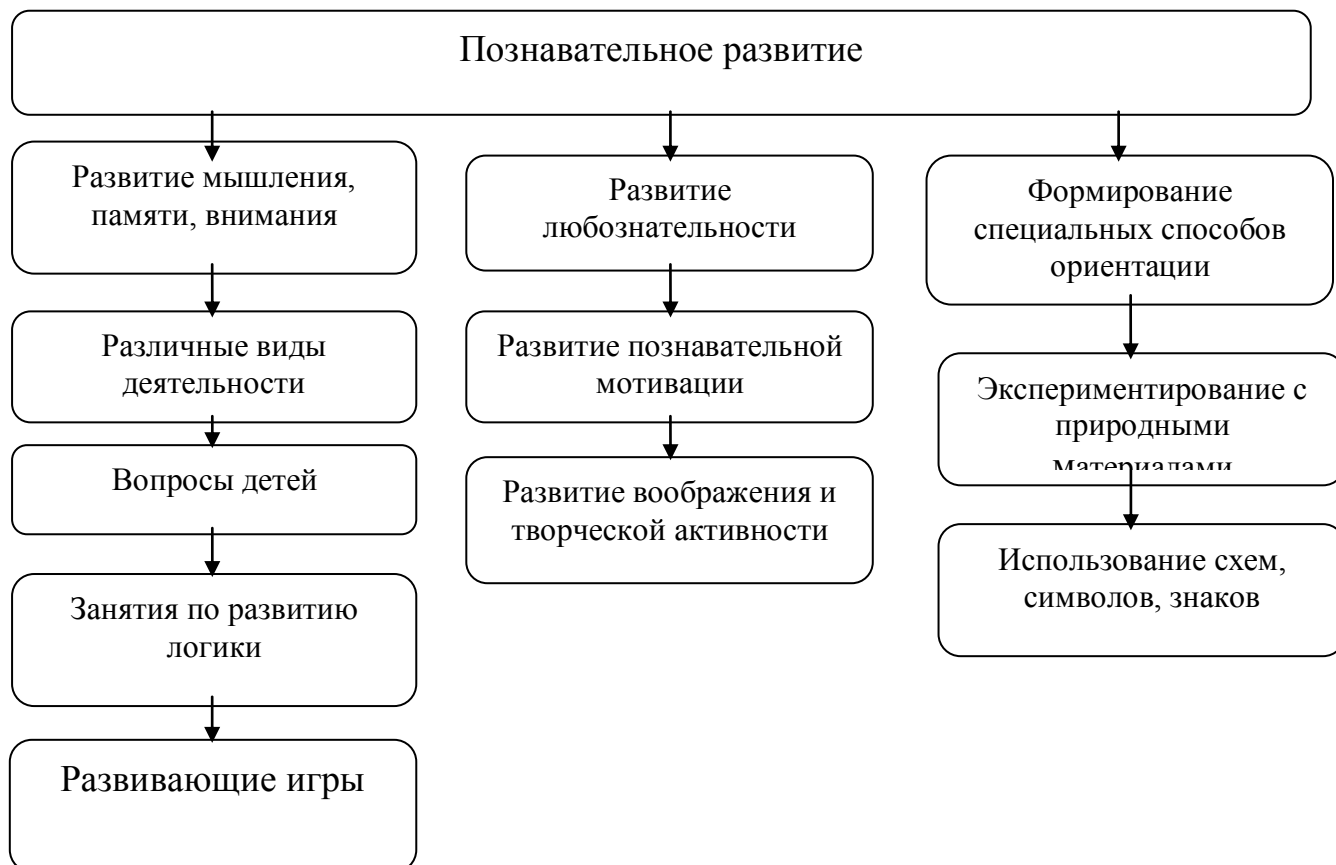 Познавательное развитие
Развитие мышления,
памяти, внимания
Различные виды
деятельности
Вопросы детей
Занятия по развитию
логики
Развивающие игры
Развитие
любознательности
Развитие познавательной
мотивации
Развитие воображения и
творческой активности
Формирование
специальных способов
ориентации
Экспериментирование с
природными
материалами
Использование схем,
символов, знаков